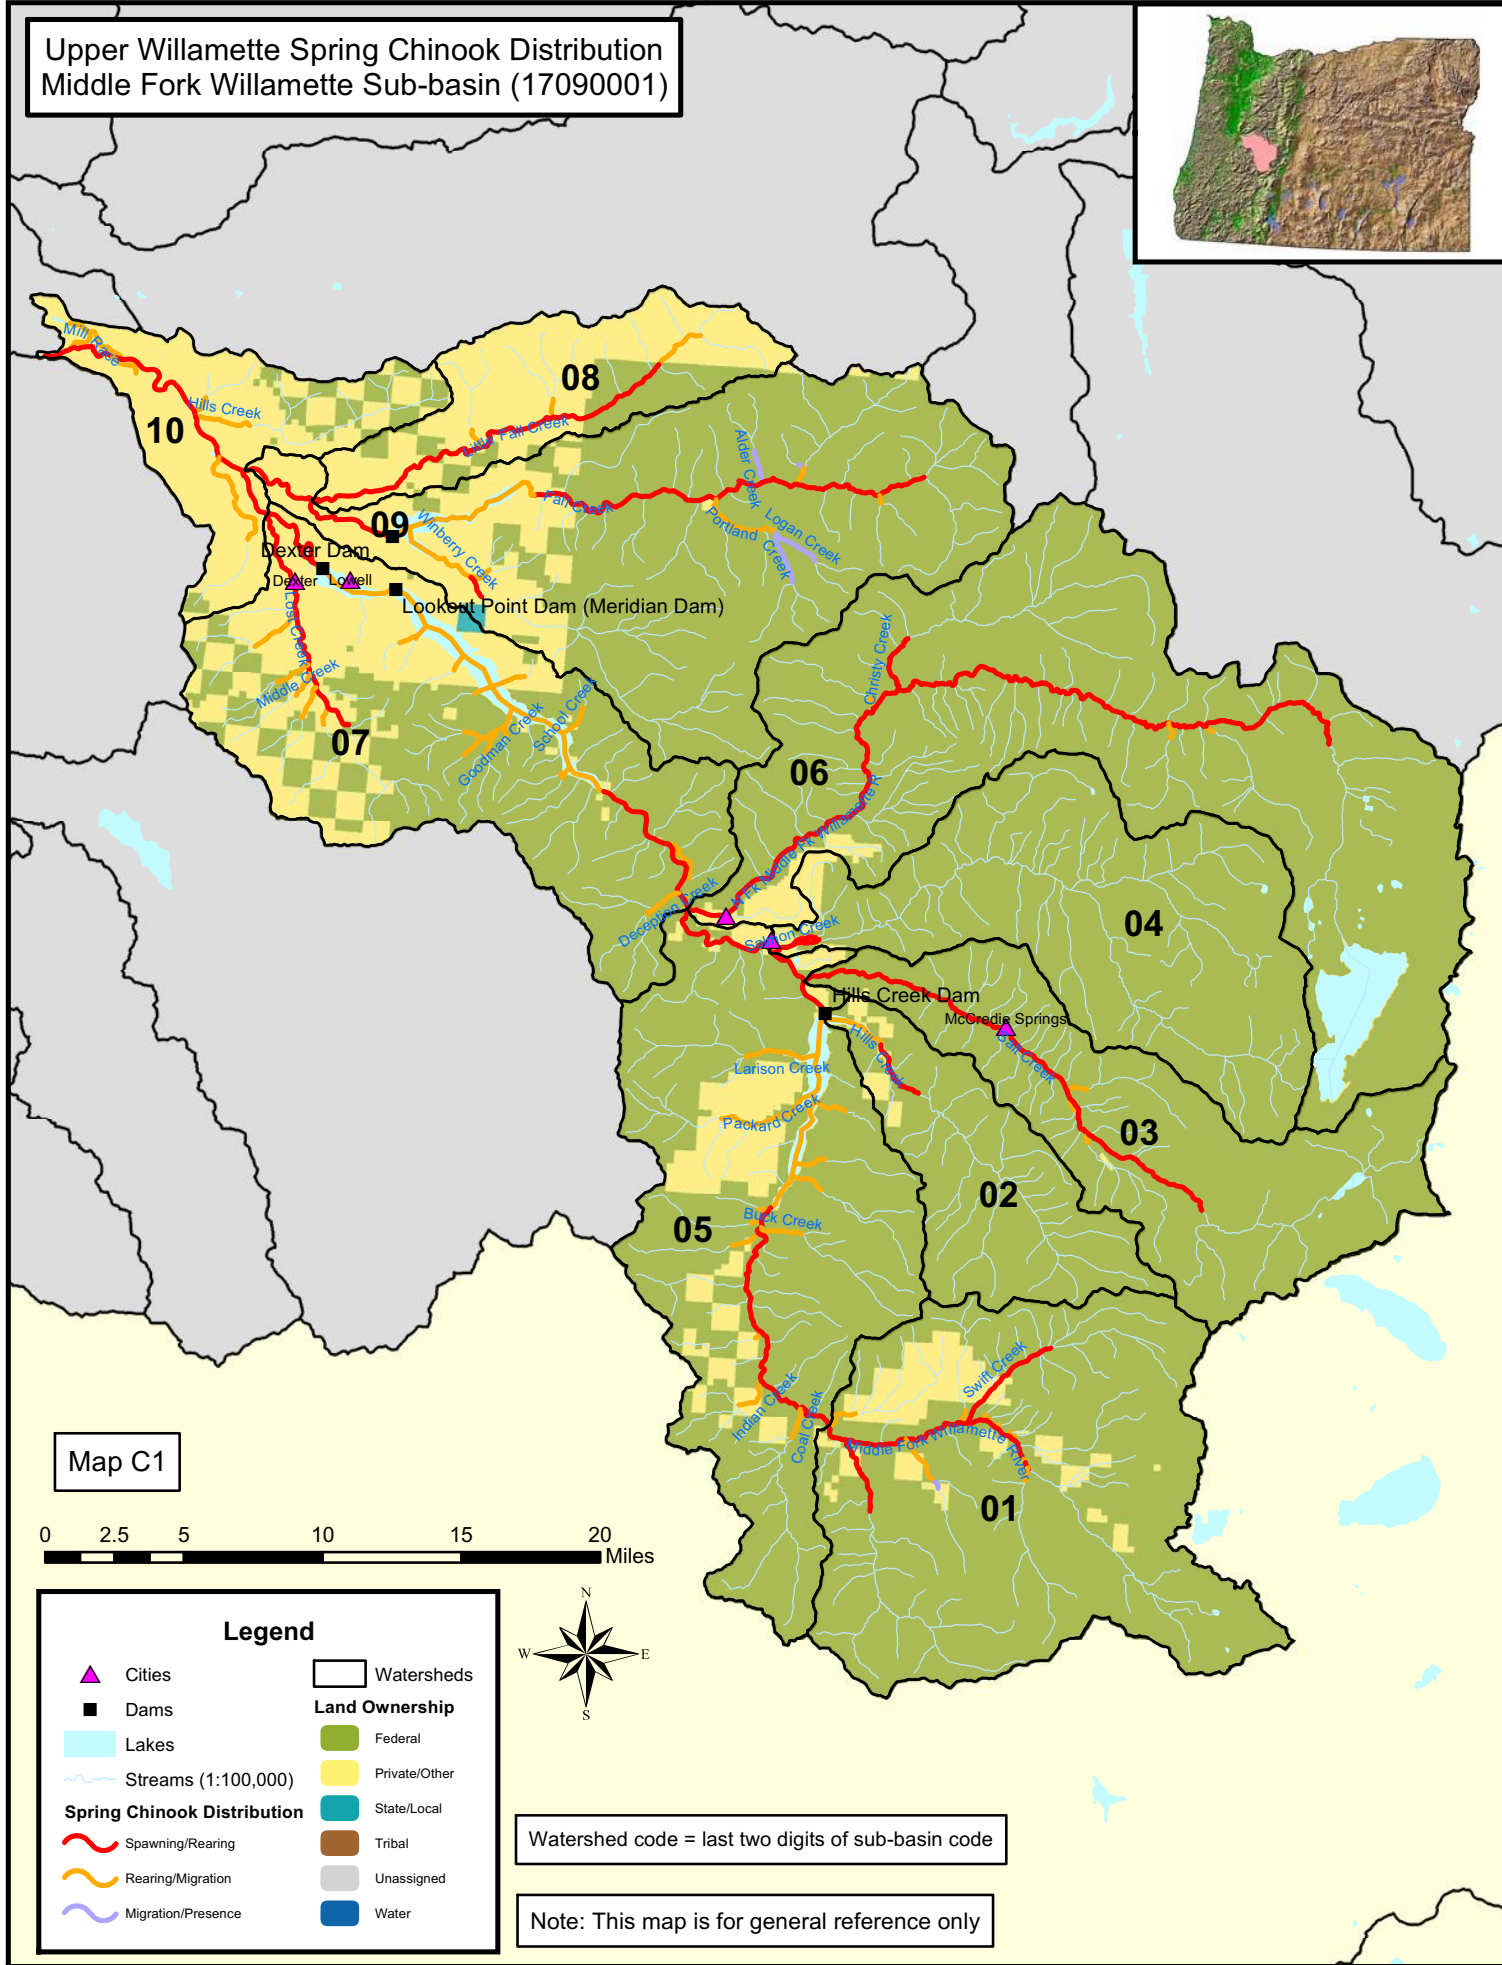 Upper Willamette Spring Chinook Distribution
Middle Fork Willamette Sub-basin (17090001)
Mill Race
08
Hills Creek
10
Little Fall Creek
Alder Creek
Fall Creek
09
Winberry Creek
Portland Creek
Logan Creek
Dexter Dam
Dexter
Lowell
Lookout Point Dam (Meridian Dam)
Lost Creek
Christy Creek
Middle Creek
School Creek
Goodman Creek
07
06
N Fk Middle Fk Willamette R
Deception Creek
04
Salmon Creek
Hills Creek Dam
McCredie Springs
Hills Creek
Salt Creek
Larison Creek
Packard Creek
03
02
Buck Creek
05
Swift Creek
Indian Creek
Coal Creek
Middle Fork Willamette River
01
Map C1
0 2.5 5 10 15 20
Miles
N
W E
S
Legend
Cities
Dams
Lakes
Streams (1:100,000)
Spring Chinook Distribution
Spawning/Rearing
Rearing/Migration
Migration/Presence
Watersheds
Land Ownership
Federal
Private/Other
State/Local
Tribal
Unassigned
Water
Watershed code = last two digits of sub-basin code
Note: This map is for general reference only